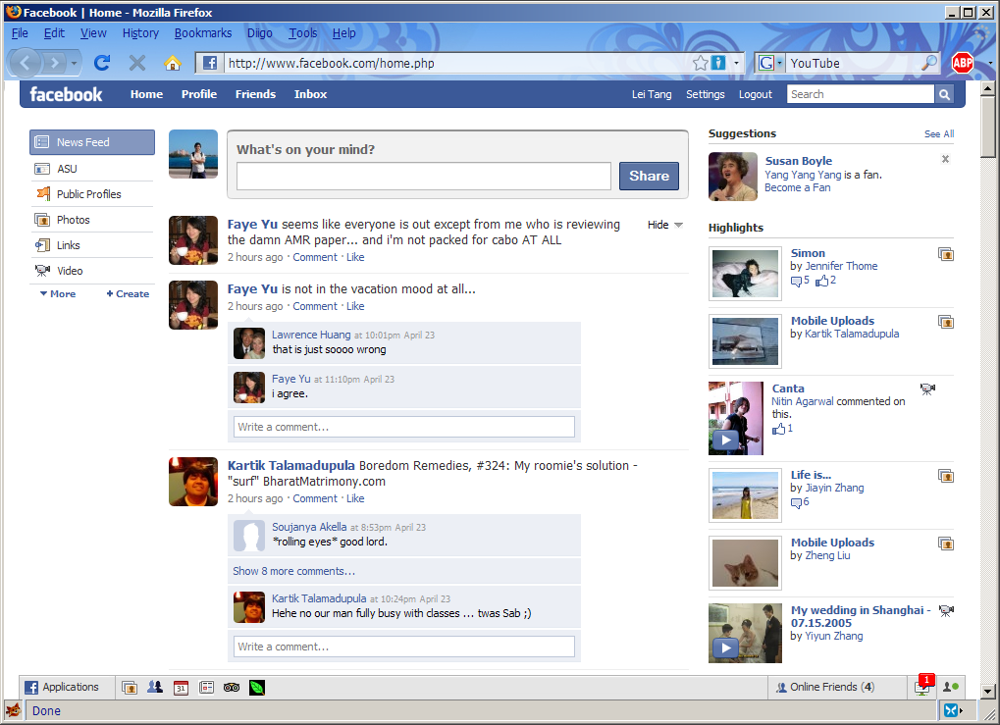 Facebook | Home - Mozilla Firefox
File Edit View History Bookmarks Diigo Tools Help
http://www.facebook.com/home.php
G YouTube
ABP
facebook Home Profile Friends Inbox Lei Tang Settings Logout Search
News Feed
ASU
Public Profiles
Photos
Links
Video
More + Create
What's on your mind?
Share
Faye Yu seems like everyone is out except from me who is reviewing
the damn AMR paper... and i'm not packed for cabo AT ALL
2 hours ago · Comment · Like
Hide
Faye Yu is not in the vacation mood at all...
2 hours ago · Comment · Like
Lawrence Huang at 10:01pm April 23
that is just soooo wrong
Faye Yu at 11:10pm April 23
i agree.
Write a comment...
Kartik Talamadupula Boredom Remedies, #324: My roomie's solution -
"surf" BharatMatrimony.com
2 hours ago · Comment · Like
Soujanya Akella at 8:53pm April 23
*rolling eyes* good lord.
Show 8 more comments...
Kartik Talamadupula at 10:24pm April 23
Hehe no our man fully busy with classes ... twas Sab ;)
Write a comment...
Suggestions See All
Susan Boyle
Yang Yang Yang is a fan.
Become a Fan
Highlights
Simon
by Jennifer Thome
5 2
Mobile Uploads
by Kartik Talamadupula
Canta
Nitin Agarwal commented on
this.
1
Life is...
by Jiayin Zhang
6
Mobile Uploads
by Zheng Liu
My wedding in Shanghai -
07.15.2005
by Yiyun Zhang
Applications 31 Online Friends (4) 1
Done